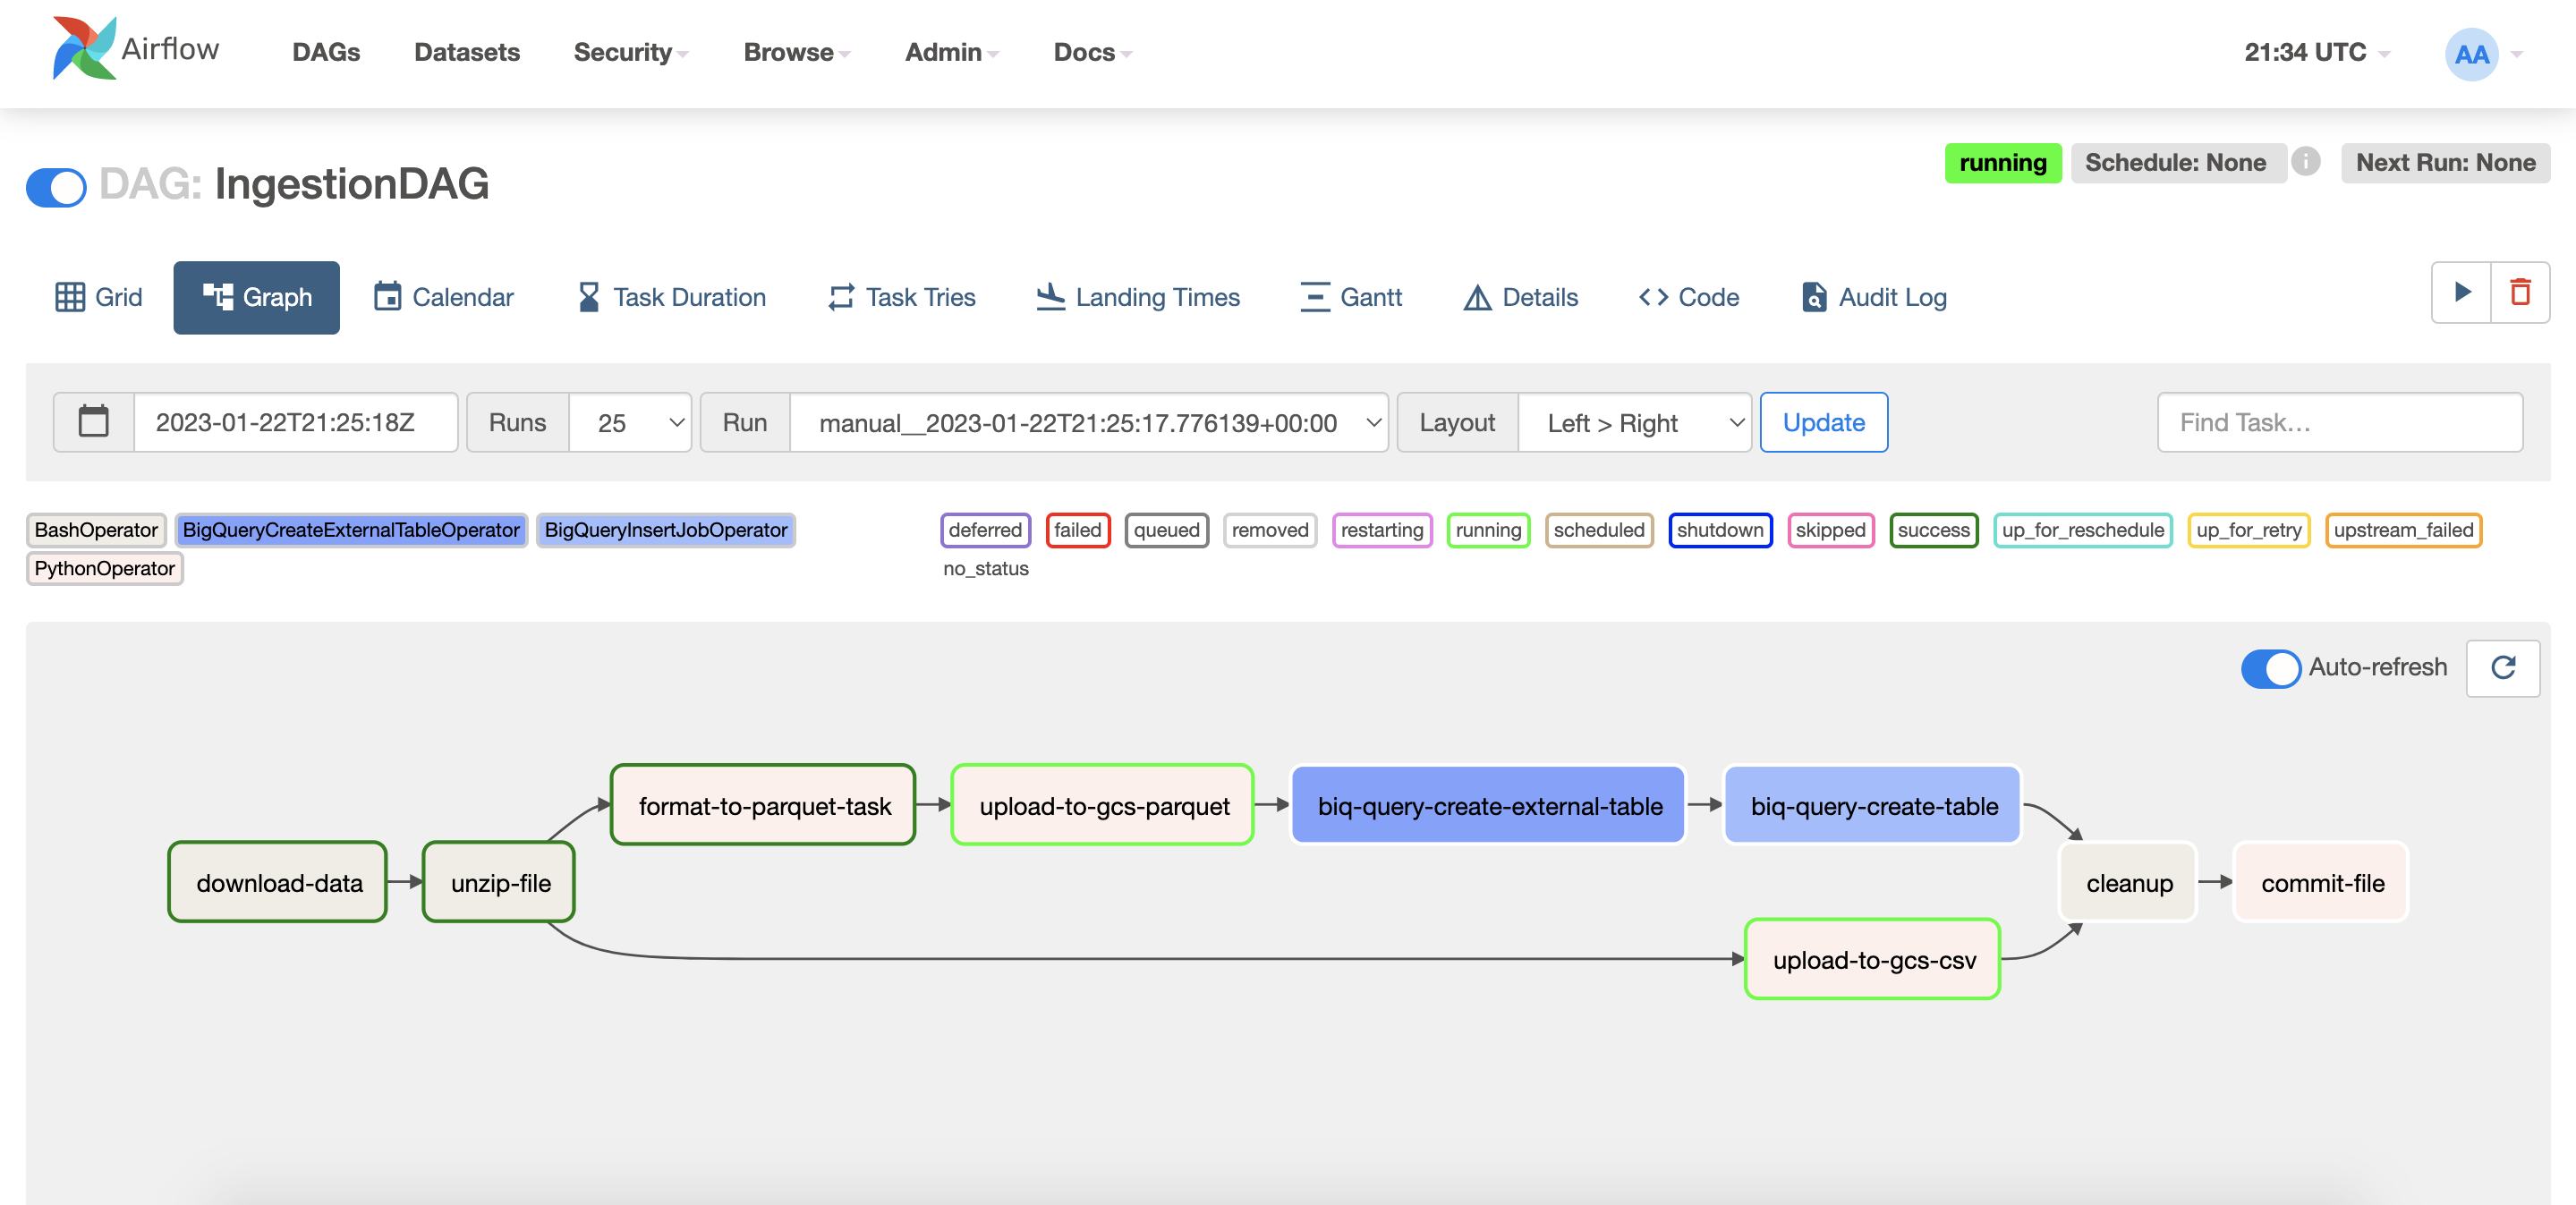 Airflow DAGs Datasets Security Browse Admin Docs 21:34 UTC AA
running Schedule: None i Next Run: None
DAG: IngestionDAG
Grid Graph Calendar Task Duration Task Tries Landing Times Gantt Details Code Audit Log
2023-01-22T21:25:18Z Runs 25 Run manual__2023-01-22T21:25:17.776139+00:00 Layout Left > Right Update Find Task...
BashOperator BigQueryCreateExternalTableOperator BigQueryInsertJobOperator deferred failed queued removed restarting running scheduled shutdown skipped success up_for_reschedule up_for_retry upstream_failed
PythonOperator no_status
Auto-refresh
format-to-parquet-task upload-to-gcs-parquet biq-query-create-external-table biq-query-create-table
download-data unzip-file cleanup commit-file
upload-to-gcs-csv